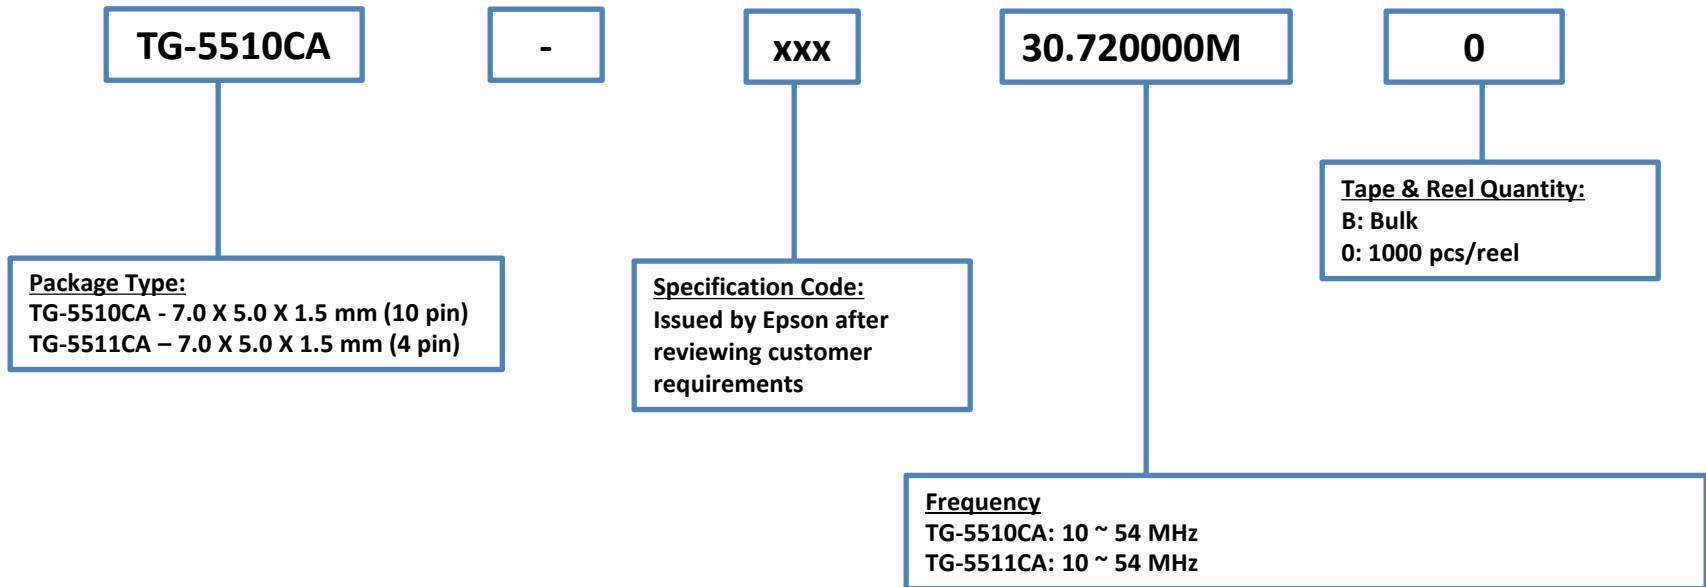 TG-5510CA
-
xxx
30.720000M
0
Tape & Reel Quantity:
B: Bulk
0: 1000 pcs/reel
Package Type:
TG-5510CA - 7.0 X 5.0 X 1.5 mm (10 pin)
TG-5511CA – 7.0 X 5.0 X 1.5 mm (4 pin)
Specification Code:
Issued by Epson after
reviewing customer
requirements
Frequency
TG-5510CA: 10 ~ 54 MHz
TG-5511CA: 10 ~ 54 MHz